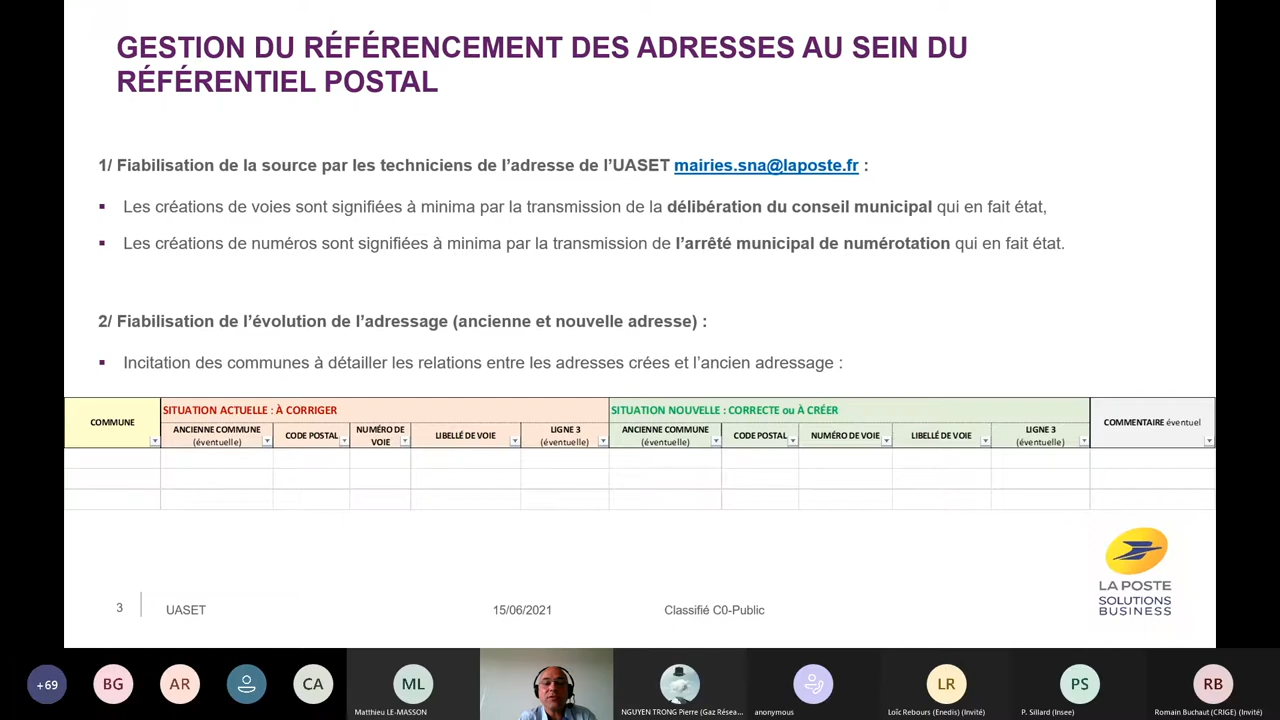 GESTION DU RÉFÉRENCEMENT DES ADRESSES AU SEIN DU
RÉFÉRENTIEL POSTAL
1/ Fiabilisation de la source par les techniciens de l’adresse de l’UASET mairies.sna@laposte.fr :
▪ Les créations de voies sont signifiées à minima par la transmission de la délibération du conseil municipal qui en fait état,
▪ Les créations de numéros sont signifiées à minima par la transmission de l’arrêté municipal de numérotation qui en fait état.
2/ Fiabilisation de l’évolution de l’adressage (ancienne et nouvelle adresse) :
▪ Incitation des communes à détailler les relations entre les adresses crées et l’ancien adressage :
COMMUNE
SITUATION ACTUELLE : À CORRIGER
ANCIENNE COMMUNE
(éventuelle)
CODE POSTAL
NUMÉRO DE
VOIE
LIBELLÉ DE VOIE
LIGNE 3
(éventuelle)
SITUATION NOUVELLE : CORRECTE ou À CRÉER
ANCIENNE COMMUNE
(éventuelle)
CODE POSTAL
NUMÉRO DE VOIE
LIBELLÉ DE VOIE
LIGNE 3
(éventuelle)
COMMENTAIRE éventuel
LA POSTE
SOLUTIONS
BUSINESS
3
UASET
15/06/2021
Classifié C0-Public
+69
BG
AR
CA
ML
Matthieu LE-MASSON
NGUYEN TRONG Pierre (Gaz Résea...
anonymous
LR
Loïc Rebours (Enedis) (Invité)
PS
P. Sillard (Insee)
RB
Romain Buchaut (CRIGE) (Invité)